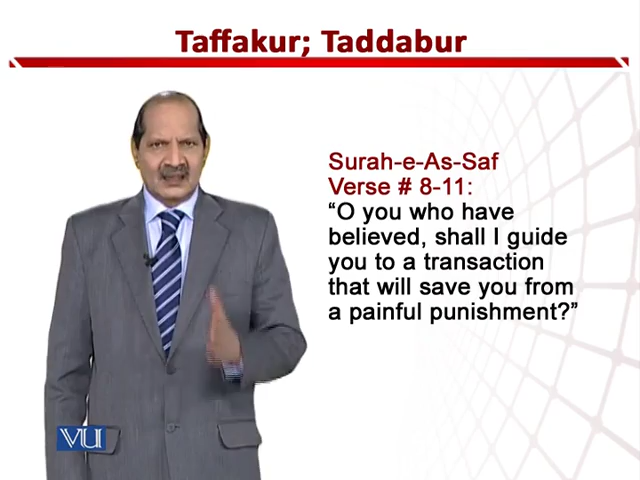 Taffakur; Taddabur
Surah-e-As-Saf
Verse # 8-11:
“O you who have
believed, shall I guide
you to a transaction
that will save you from
a painful punishment?”
VU